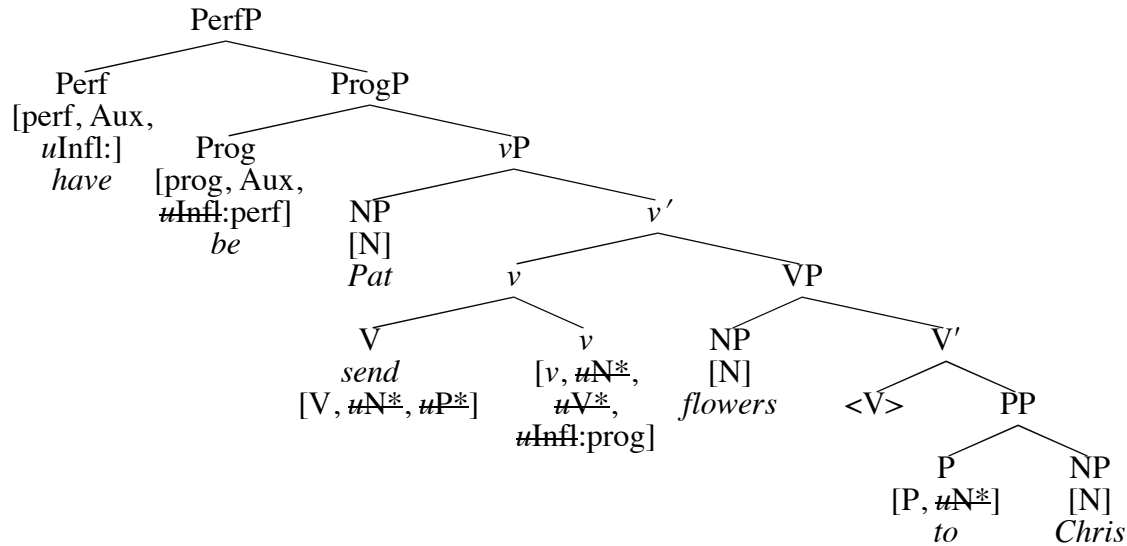 PerfP
Perf ProgP
[perf, Aux,
uInfl:] Prog vP
have [prog, Aux,
uInfl:perf] NP v′
be [N]
Pat v VP
V v NP V′
send [v, uN*, [N]
[V, uN*, uP*] uV*, flowers <V> PP
uInfl:prog]
P NP
[P, uN*] [N]
to Chris